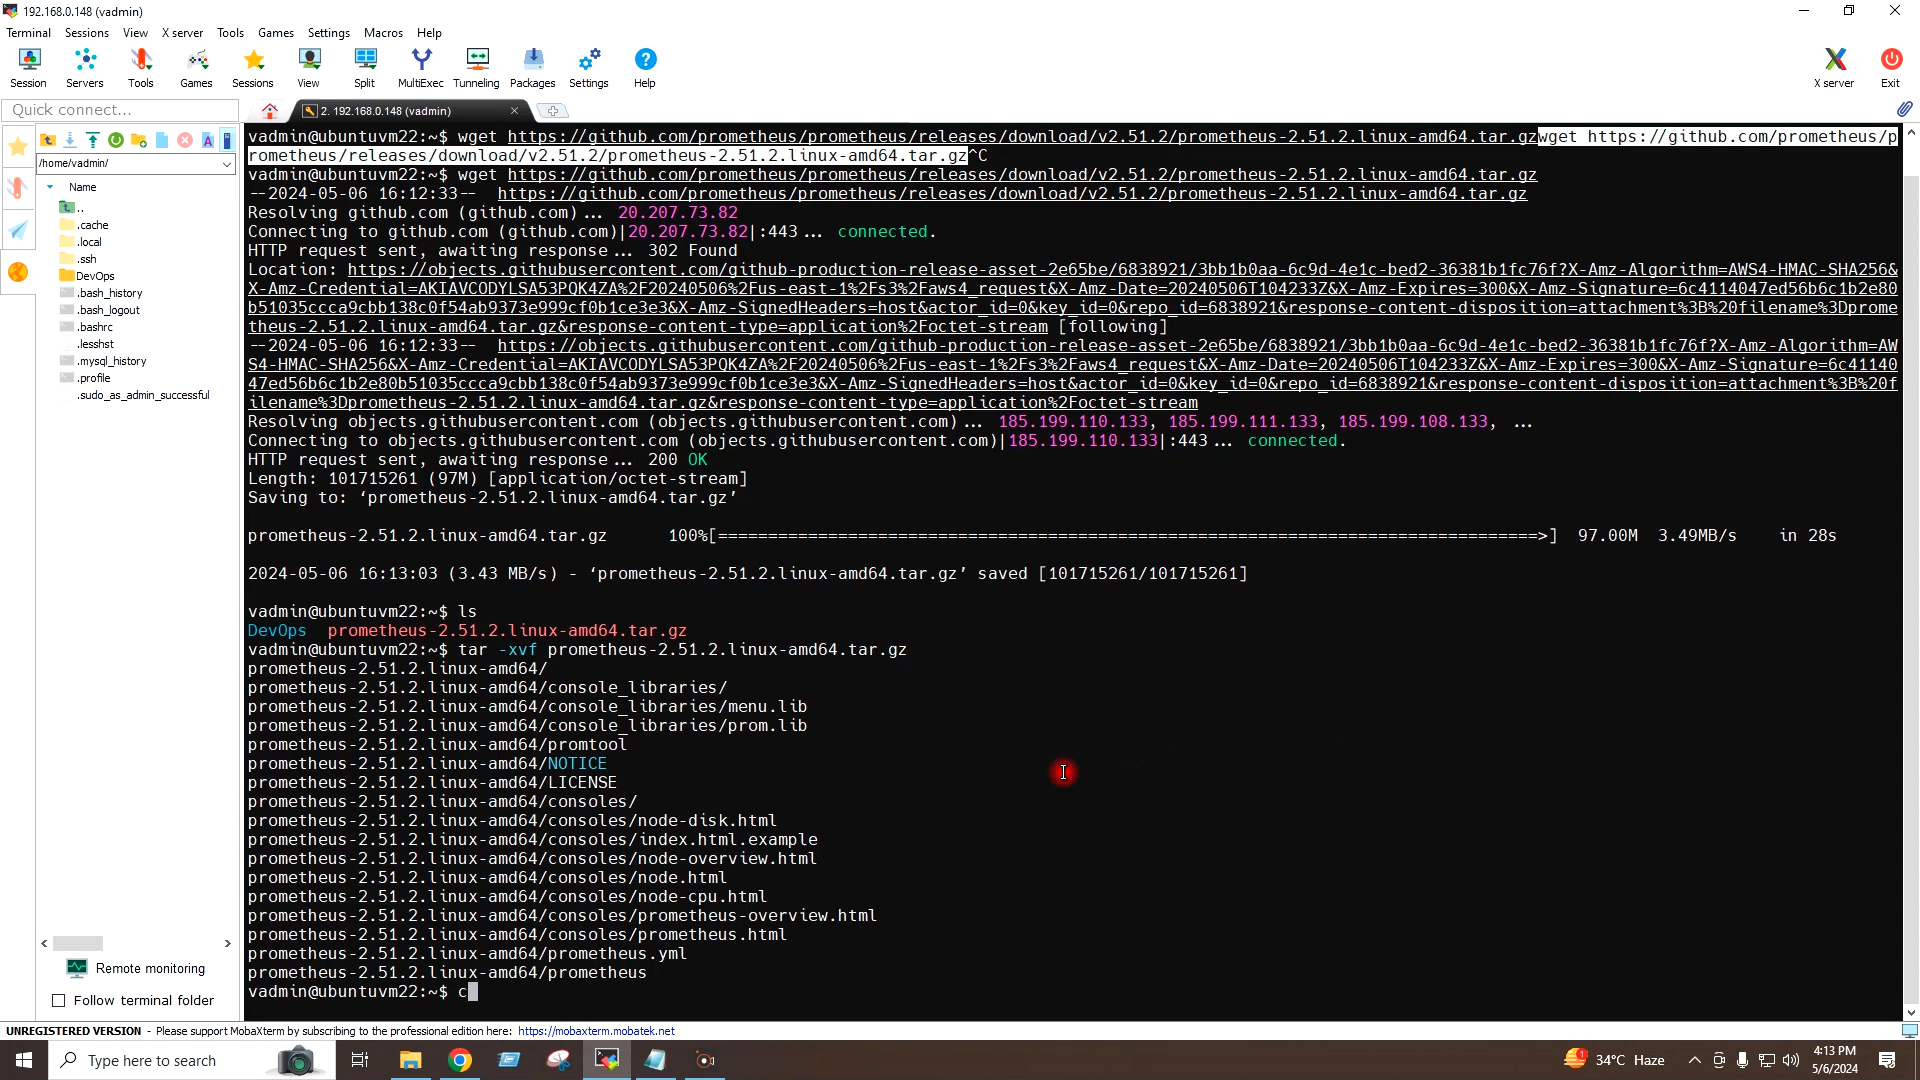 192.168.0.148 (vadmin)
Terminal Sessions View X server Tools Games Settings Macros Help
Session Servers Tools Games Sessions View Split MultiExec Tunneling Packages Settings Help X server Exit
Quick connect...
2. 192.168.0.148 (vadmin)
/home/vadmin/
Name
..
.cache
.local
.ssh
DevOps
.bash_history
.bash_logout
.bashrc
.lesshst
.mysql_history
.profile
.sudo_as_admin_successful
Remote monitoring
Follow terminal folder
vadmin@ubuntuvm22:~$ wget https://github.com/prometheus/prometheus/releases/download/v2.51.2/prometheus-2.51.2.linux-amd64.tar.gzwget https://github.com/prometheus/p
rometheus/releases/download/v2.51.2/prometheus-2.51.2.linux-amd64.tar.gz^C
vadmin@ubuntuvm22:~$ wget https://github.com/prometheus/prometheus/releases/download/v2.51.2/prometheus-2.51.2.linux-amd64.tar.gz
--2024-05-06 16:12:33-- https://github.com/prometheus/prometheus/releases/download/v2.51.2/prometheus-2.51.2.linux-amd64.tar.gz
Resolving github.com (github.com)... 20.207.73.82
Connecting to github.com (github.com)|20.207.73.82|:443... connected.
HTTP request sent, awaiting response... 302 Found
Location: https://objects.githubusercontent.com/github-production-release-asset-2e65be/6838921/3bb1b0aa-6c9d-4e1c-bed2-36381b1fc76f?X-Amz-Algorithm=AWS4-HMAC-SHA256&
X-Amz-Credential=AKIAVCODYLSA53PQK4ZA%2F20240506%2Fus-east-1%2Fs3%2Faws4_request&X-Amz-Date=20240506T104233Z&X-Amz-Expires=300&X-Amz-Signature=6c4114047ed56b6c1b2e80
b51035ccca9cbb138c0f54ab9373e999cf0b1ce3e3&X-Amz-SignedHeaders=host&actor_id=0&key_id=0&repo_id=6838921&response-content-disposition=attachment%3B%20filename%3Dprome
theus-2.51.2.linux-amd64.tar.gz&response-content-type=application%2Foctet-stream [following]
--2024-05-06 16:12:33-- https://objects.githubusercontent.com/github-production-release-asset-2e65be/6838921/3bb1b0aa-6c9d-4e1c-bed2-36381b1fc76f?X-Amz-Algorithm=AW
S4-HMAC-SHA256&X-Amz-Credential=AKIAVCODYLSA53PQK4ZA%2F20240506%2Fus-east-1%2Fs3%2Faws4_request&X-Amz-Date=20240506T104233Z&X-Amz-Expires=300&X-Amz-Signature=6c41140
47ed56b6c1b2e80b51035ccca9cbb138c0f54ab9373e999cf0b1ce3e3&X-Amz-SignedHeaders=host&actor_id=0&key_id=0&repo_id=6838921&response-content-disposition=attachment%3B%20f
ilename%3Dprometheus-2.51.2.linux-amd64.tar.gz&response-content-type=application%2Foctet-stream
Resolving objects.githubusercontent.com (objects.githubusercontent.com)... 185.199.110.133, 185.199.111.133, 185.199.108.133, ...
Connecting to objects.githubusercontent.com (objects.githubusercontent.com)|185.199.110.133|:443... connected.
HTTP request sent, awaiting response... 200 OK
Length: 101715261 (97M) [application/octet-stream]
Saving to: ‘prometheus-2.51.2.linux-amd64.tar.gz’
prometheus-2.51.2.linux-amd64.tar.gz 100%[==================================================================================>] 97.00M 3.49MB/s in 28s
2024-05-06 16:13:03 (3.43 MB/s) - ‘prometheus-2.51.2.linux-amd64.tar.gz’ saved [101715261/101715261]
vadmin@ubuntuvm22:~$ ls
DevOps prometheus-2.51.2.linux-amd64.tar.gz
vadmin@ubuntuvm22:~$ tar -xvf prometheus-2.51.2.linux-amd64.tar.gz
prometheus-2.51.2.linux-amd64/
prometheus-2.51.2.linux-amd64/console_libraries/
prometheus-2.51.2.linux-amd64/console_libraries/menu.lib
prometheus-2.51.2.linux-amd64/console_libraries/prom.lib
prometheus-2.51.2.linux-amd64/promtool
prometheus-2.51.2.linux-amd64/NOTICE
prometheus-2.51.2.linux-amd64/LICENSE
prometheus-2.51.2.linux-amd64/consoles/
prometheus-2.51.2.linux-amd64/consoles/node-disk.html
prometheus-2.51.2.linux-amd64/consoles/index.html.example
prometheus-2.51.2.linux-amd64/consoles/node-overview.html
prometheus-2.51.2.linux-amd64/consoles/node.html
prometheus-2.51.2.linux-amd64/consoles/node-cpu.html
prometheus-2.51.2.linux-amd64/consoles/prometheus-overview.html
prometheus-2.51.2.linux-amd64/consoles/prometheus.html
prometheus-2.51.2.linux-amd64/prometheus.yml
prometheus-2.51.2.linux-amd64/prometheus
vadmin@ubuntuvm22:~$ c
UNREGISTERED VERSION - Please support MobaXterm by subscribing to the professional edition here: https://mobaxterm.mobatek.net
Type here to search
1
34°C Haze
4:13 PM
5/6/2024